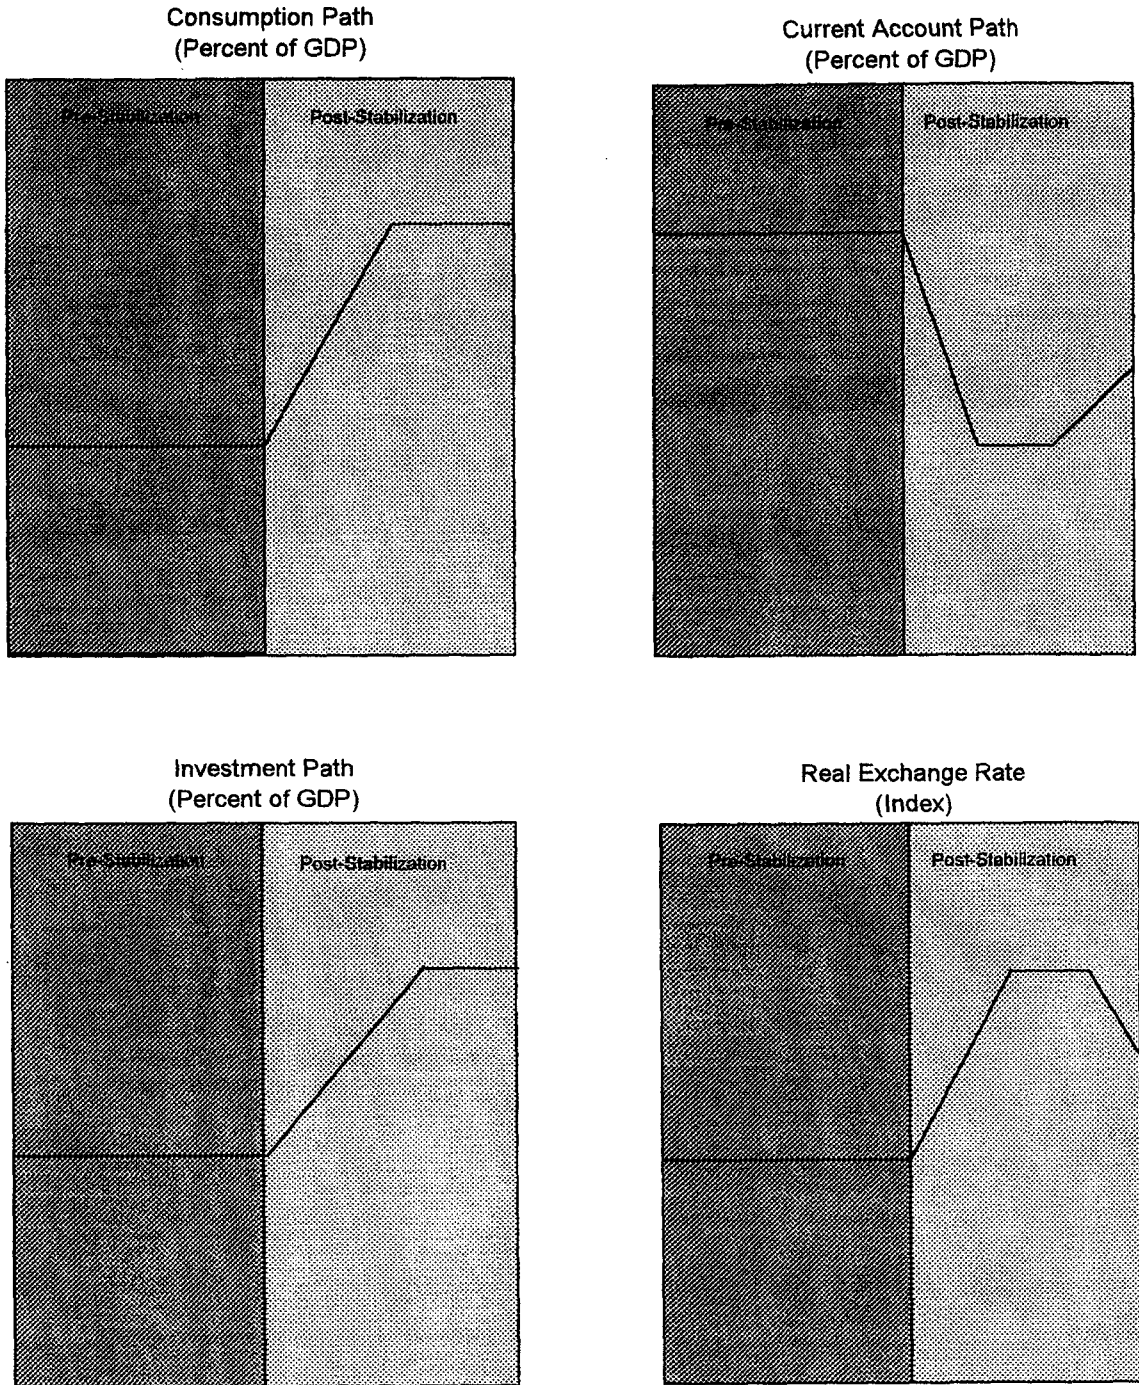 Consumption Path
(Percent of GDP)
Current Account Path
(Percent of GDP)
Pre-Stabilization
Post-Stabilization
Pre-Stabilization
Post-Stabilization
Investment Path
(Percent of GDP)
Real Exchange Rate
(Index)
Pre-Stabilization
Post-Stabilization
Pre-Stabilization
Post-Stabilization